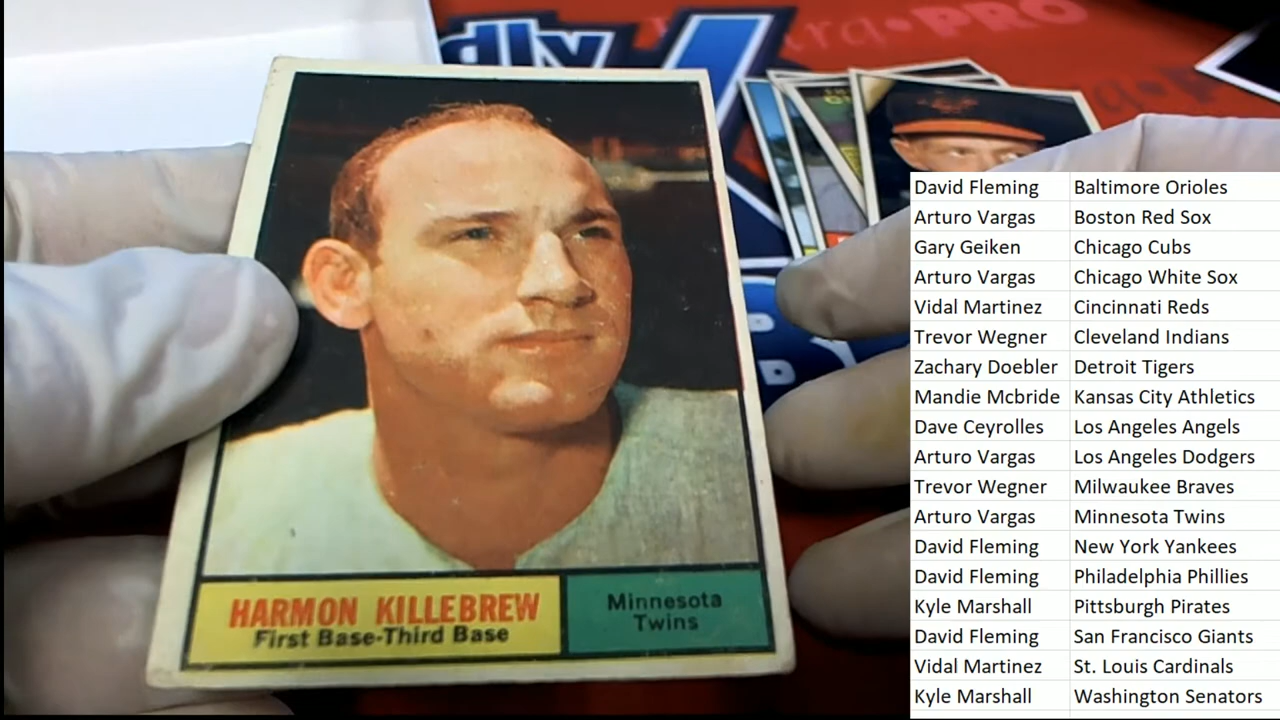 dly
ra PRO
HARMON KILLEBREW
First Base-Third Base
Minnesota
Twins
David Fleming Baltimore Orioles
Arturo Vargas Boston Red Sox
Gary Geiken Chicago Cubs
Arturo Vargas Chicago White Sox
Vidal Martinez Cincinnati Reds
Trevor Wegner Cleveland Indians
Zachary Doebler Detroit Tigers
Mandie Mcbride Kansas City Athletics
Dave Ceyrolles Los Angeles Angels
Arturo Vargas Los Angeles Dodgers
Trevor Wegner Milwaukee Braves
Arturo Vargas Minnesota Twins
David Fleming New York Yankees
David Fleming Philadelphia Phillies
Kyle Marshall Pittsburgh Pirates
David Fleming San Francisco Giants
Vidal Martinez St. Louis Cardinals
Kyle Marshall Washington Senators